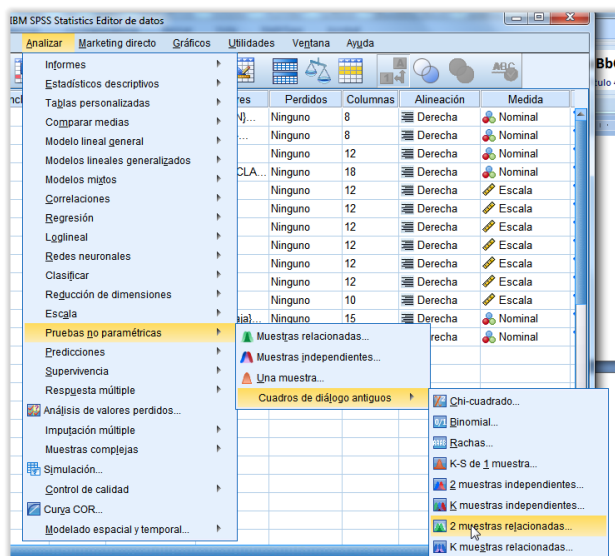 IBM SPSS Statistics Editor de datos
Analizar Marketing directo Gráficos Utilidades Ventana Ayuda
Informes
Estadísticos descriptivos
Tablas personalizadas
Comparar medias
Modelo lineal general
Modelos lineales generalizados
Modelos mixtos
Correlaciones
Regresión
Loglineal
Redes neuronales
Clasificar
Reducción de dimensiones
Escala
Pruebas no paramétricas
Predicciones
Supervivencia
Respuesta múltiple
Análisis de valores perdidos...
Imputación múltiple
Muestras complejas
Simulación...
Control de calidad
Curva COR...
Modelado espacial y temporal...
Perdidos Columnas Alineación Medida
Ninguno 8 Derecha Nominal
Ninguno 8 Derecha Nominal
Ninguno 12 Derecha Nominal
CLA... Ninguno 18 Derecha Nominal
Ninguno 12 Derecha Escala
Ninguno 12 Derecha Escala
Ninguno 12 Derecha Escala
Ninguno 12 Derecha Escala
Ninguno 12 Derecha Escala
Ninguno 12 Derecha Escala
Ninguno 10 Derecha Escala
Ninguno 15 Derecha Nominal
recha Nominal
Muestras relacionadas...
Muestras independientes...
Una muestra...
Cuadros de diálogo antiguos
Chi-cuadrado...
Binomial...
Rachas...
K-S de 1 muestra...
2 muestras independientes...
K muestras independientes...
2 muestras relacionadas...
K muestras relacionadas...